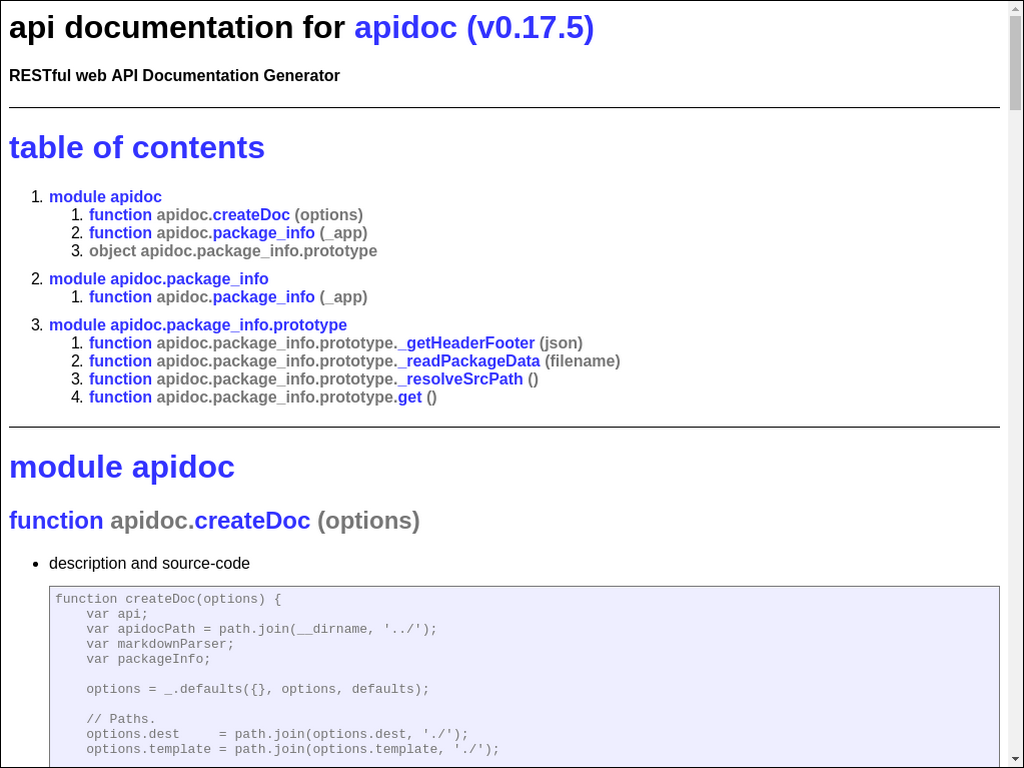 api documentation for apidoc (v0.17.5)
RESTful web API Documentation Generator
table of contents
1. module apidoc
1. function apidoc.createDoc (options)
2. function apidoc.package_info (_app)
3. object apidoc.package_info.prototype
2. module apidoc.package_info
1. function apidoc.package_info (_app)
3. module apidoc.package_info.prototype
1. function apidoc.package_info.prototype._getHeaderFooter (json)
2. function apidoc.package_info.prototype._readPackageData (filename)
3. function apidoc.package_info.prototype._resolveSrcPath ()
4. function apidoc.package_info.prototype.get ()
module apidoc
function apidoc.createDoc (options)
• description and source-code
function createDoc(options) {
    var api;
    var apidocPath = path.join(__dirname, '../');
    var markdownParser;
    var packageInfo;
    options = _.defaults({}, options, defaults);
    // Paths.
    options.dest     = path.join(options.dest, './');
    options.template = path.join(options.template, './');